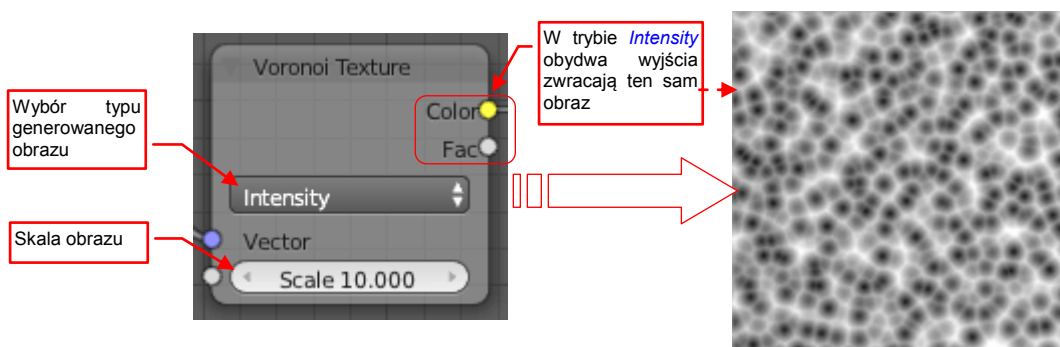 Wybór typu
generowanego
obrazu
Skala obrazu
Voronoi Texture
Color
Fac
Intensity
Vector
Scale 10.000
W trybie Intensity
obydwa wyjścia
zwracają ten sam
obraz